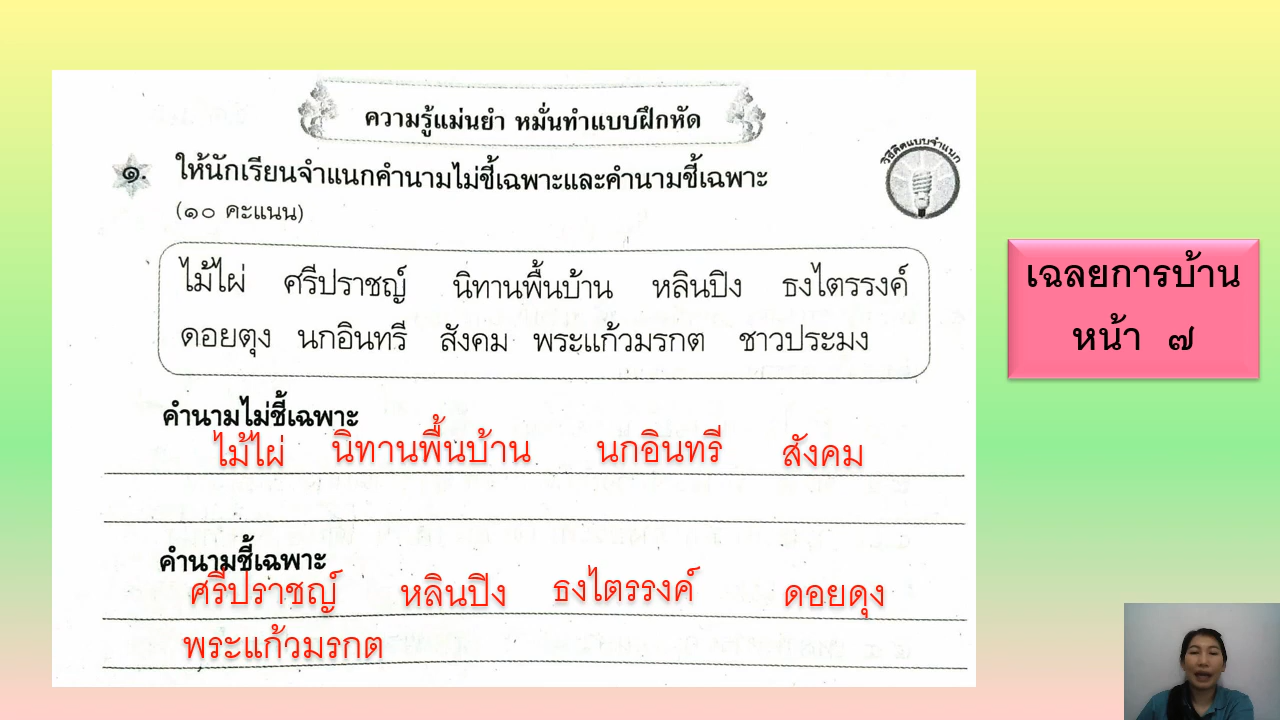 ความรู้แม่นยำ หมั่นทำแบบฝึกหัด
วิธีคิดแบบจำแนก
๑. ให้นักเรียนจำแนกคำนามไม่ชี้เฉพาะและคำนามชี้เฉพาะ
(๑๐ คะแนน)
ไม้ไผ่ ศรีปราชญ์ นิทานพื้นบ้าน หลินปิง ธงไตรรงค์
ดอยตุง นกอินทรี สังคม พระแก้วมรกต ชาวประมง
คำนามไม่ชี้เฉพาะ
ไม้ไผ่ นิทานพื้นบ้าน นกอินทรี สังคม
คำนามชี้เฉพาะ
ศรีปราชญ์ หลินปิง ธงไตรรงค์ ดอยตุง
พระแก้วมรกต
เฉลยการบ้าน
หน้า ๗